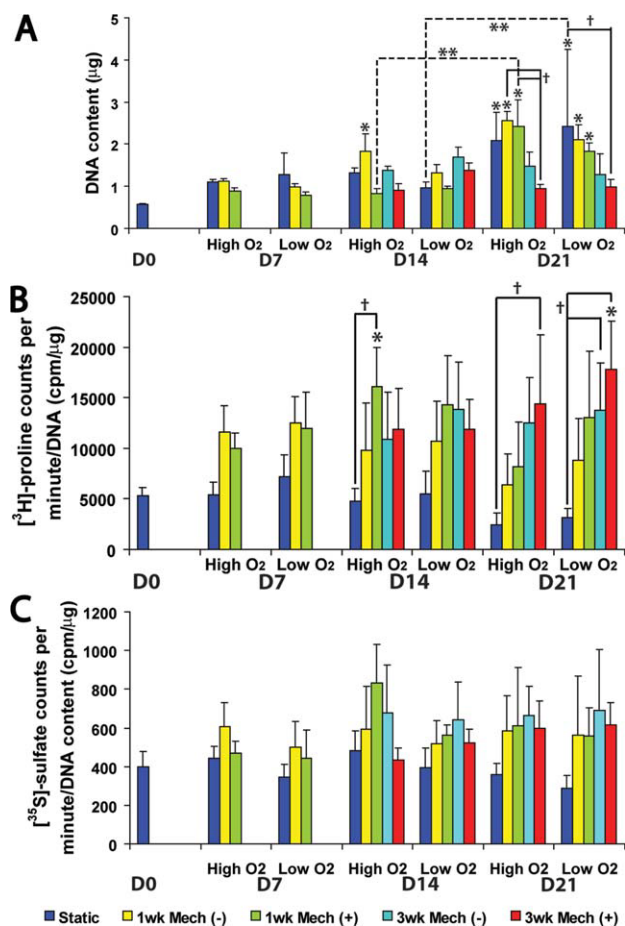 A
DNA content (μg)
5
4
3
2
1
0
**
**
*
†
*
**
*
†
*
*
*
High O2 Low O2 High O2 Low O2 High O2 Low O2
D0 D7 D14 D21
B
[³H]-proline counts per
minute/DNA (cpm/μg)
25000
20000
15000
10000
5000
0
†
*
†
†
*
High O2 Low O2 High O2 Low O2 High O2 Low O2
D0 D7 D14 D21
C
[³⁵S]-sulfate counts per
minute/DNA content (cpm/μg)
1200
1000
800
600
400
200
0
High O2 Low O2 High O2 Low O2 High O2 Low O2
D0 D7 D14 D21
Static 1wk Mech (-) 1wk Mech (+) 3wk Mech (-) 3wk Mech (+)